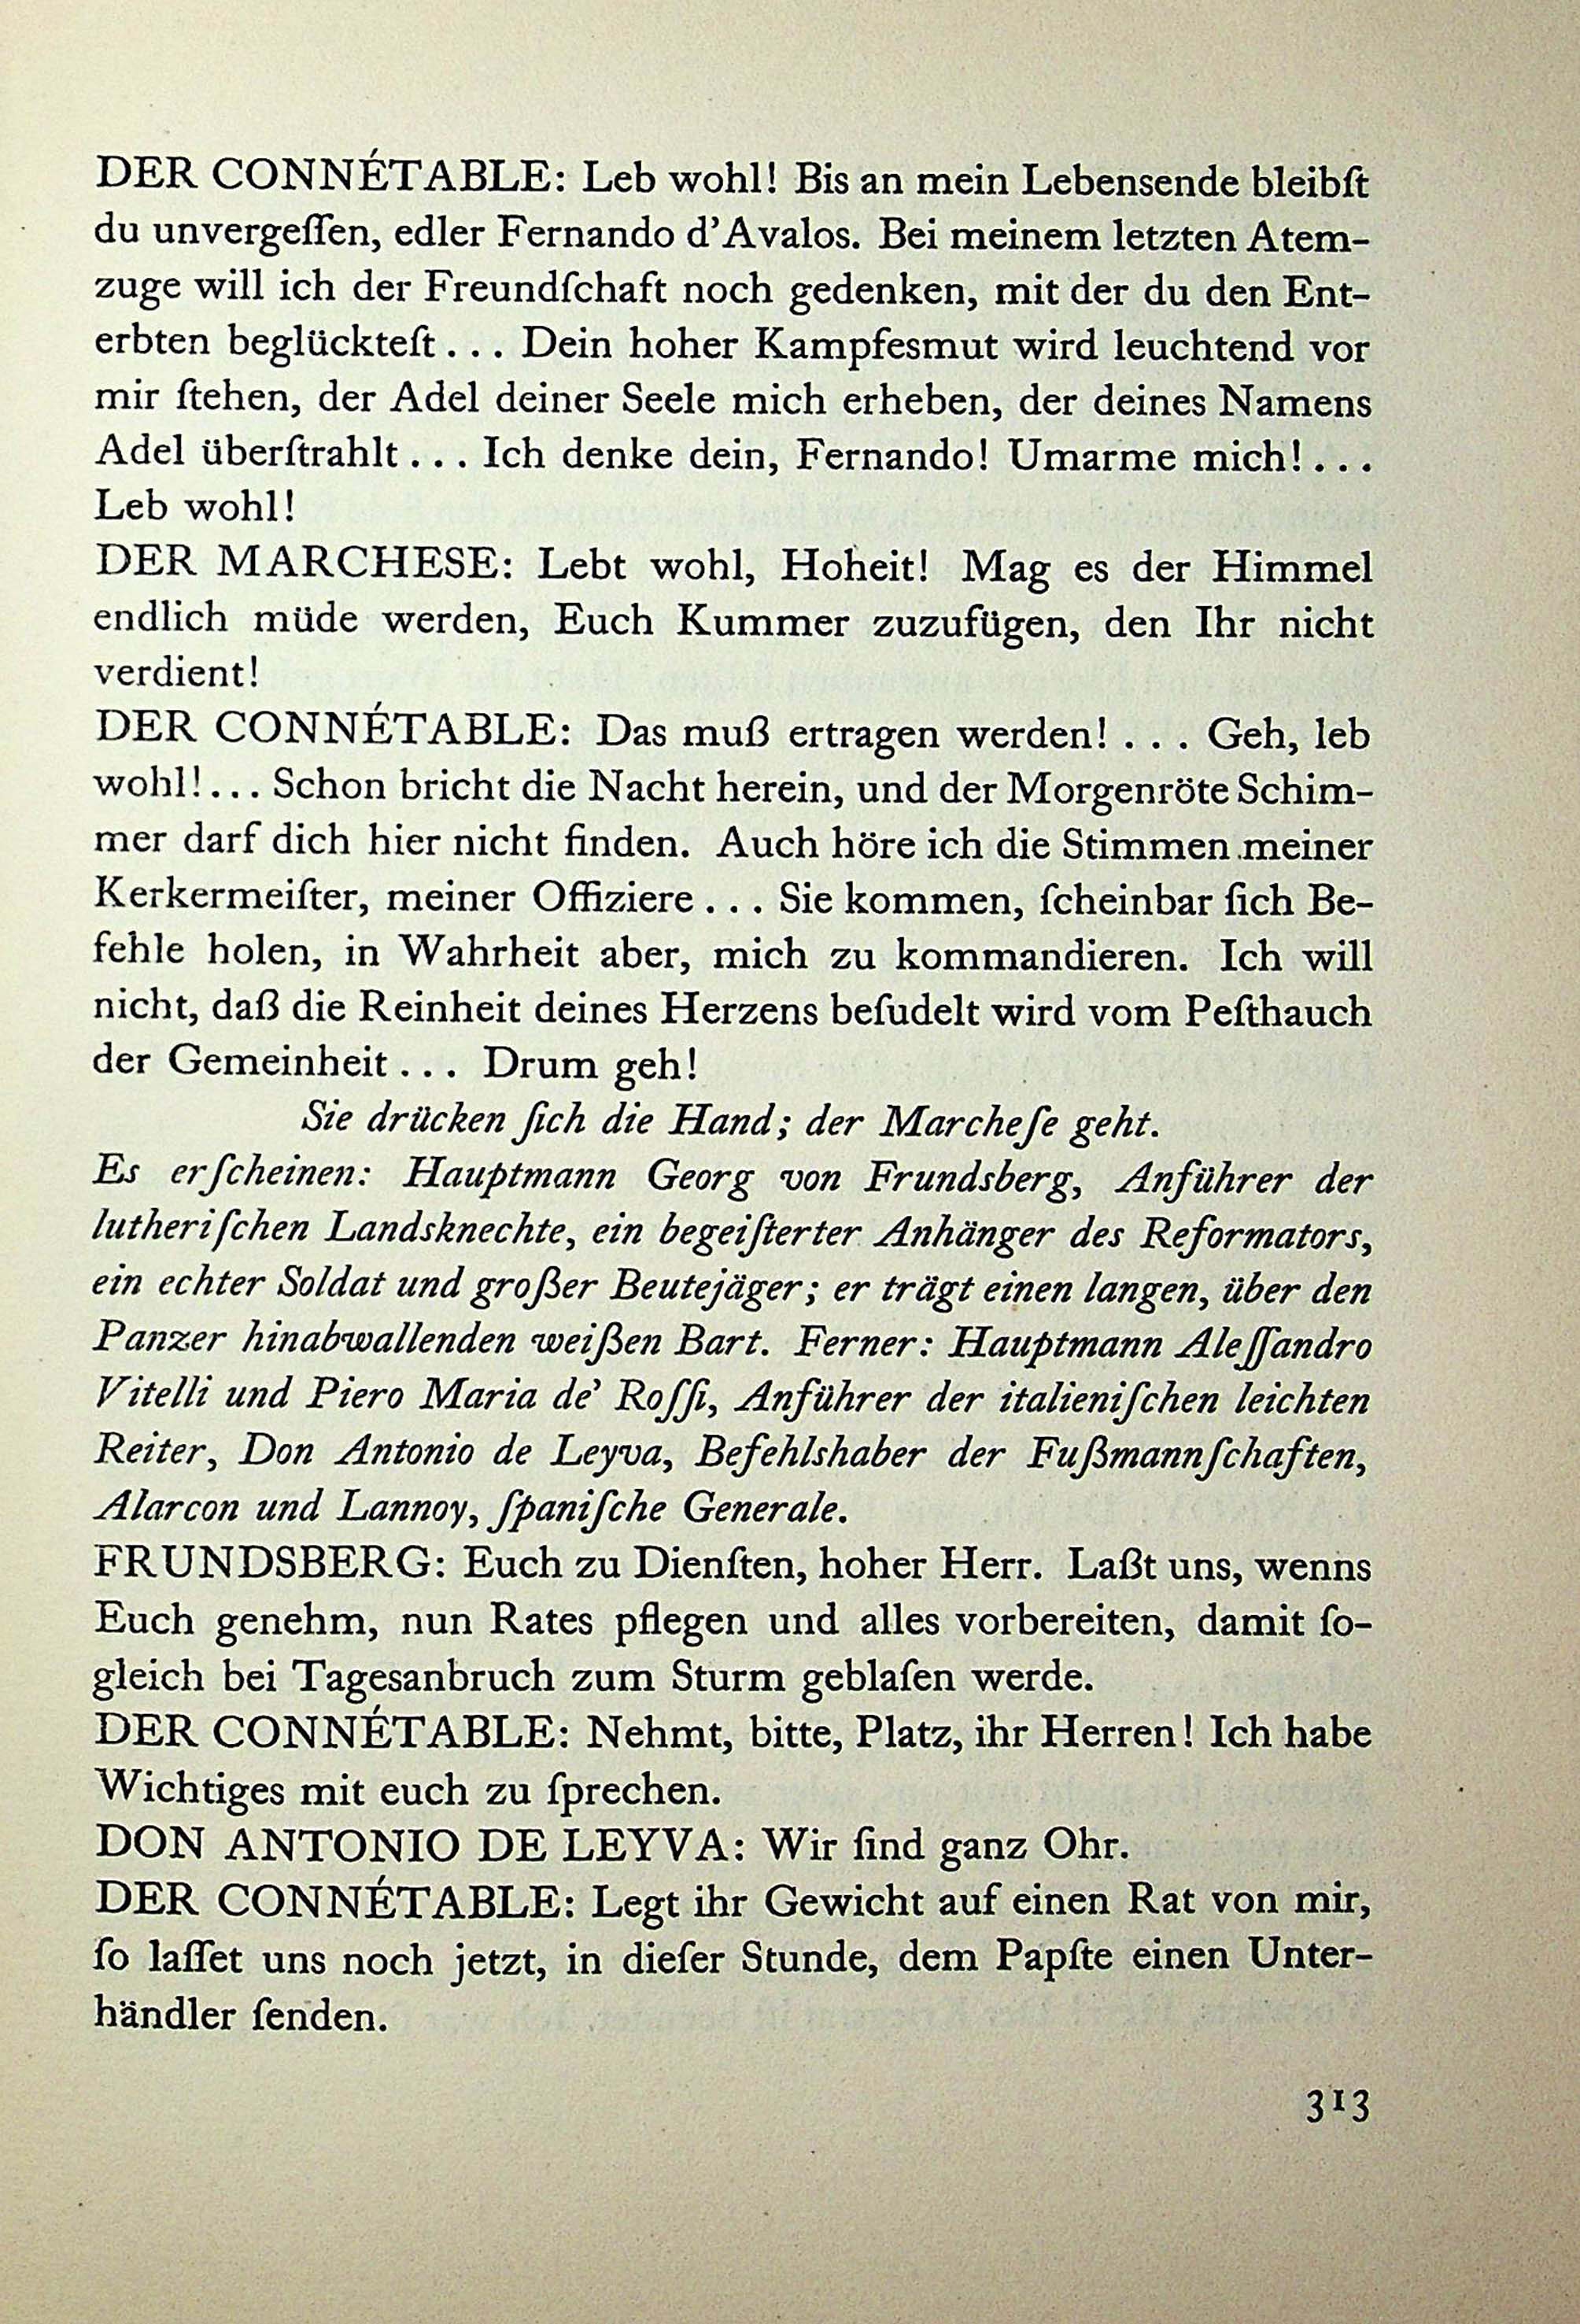 DER CONNÉTABLE: Leb wohl! Bis an mein Lebensende bleibſt
du unvergeſſen, edler Fernando d’Avalos. Bei meinem letzten Atem-
zuge will ich der Freundſchaft noch gedenken, mit der du den Ent-
erbten beglückteſt . . . Dein hoher Kampfesmut wird leuchtend vor
mir ſtehen, der Adel deiner Seele mich erheben, der deines Namens
Adel überſtrahlt . . . Ich denke dein, Fernando! Umarme mich! . . .
Leb wohl!
DER MARCHESE: Lebt wohl, Hoheit! Mag es der Himmel
endlich müde werden, Euch Kummer zuzufügen, den Ihr nicht
verdient!
DER CONNÉTABLE: Das muß ertragen werden! . . . Geh, leb
wohl! . . . Schon bricht die Nacht herein, und der Morgenröte Schim-
mer darf dich hier nicht finden. Auch höre ich die Stimmen meiner
Kerkermeiſter, meiner Offiziere . . . Sie kommen, ſcheinbar ſich Be-
fehle holen, in Wahrheit aber, mich zu kommandieren. Ich will
nicht, daß die Reinheit deines Herzens beſudelt wird vom Peſthauch
der Gemeinheit . . . Drum geh!
Sie drücken ſich die Hand; der Marcheſe geht.
Es erſcheinen: Hauptmann Georg von Frundsberg, Anführer der
lutheriſchen Landsknechte, ein begeiſterter Anhänger des Reformators,
ein echter Soldat und großer Beutejäger; er trägt einen langen, über den
Panzer hinabwallenden weißen Bart. Ferner: Hauptmann Aleſſandro
Vitelli und Piero Maria de’ Roſſi, Anführer der italieniſchen leichten
Reiter, Don Antonio de Leyva, Befehlshaber der Fußmannſchaften,
Alarcon und Lannoy, ſpaniſche Generale.
FRUNDSBERG: Euch zu Dienſten, hoher Herr. Laßt uns, wenns
Euch genehm, nun Rates pflegen und alles vorbereiten, damit ſo-
gleich bei Tagesanbruch zum Sturm geblaſen werde.
DER CONNÉTABLE: Nehmt, bitte, Platz, ihr Herren! Ich habe
Wichtiges mit euch zu ſprechen.
DON ANTONIO DE LEYVA: Wir ſind ganz Ohr.
DER CONNÉTABLE: Legt ihr Gewicht auf einen Rat von mir,
ſo laſſet uns noch jetzt, in dieſer Stunde, dem Papſte einen Unter-
händler ſenden.
313